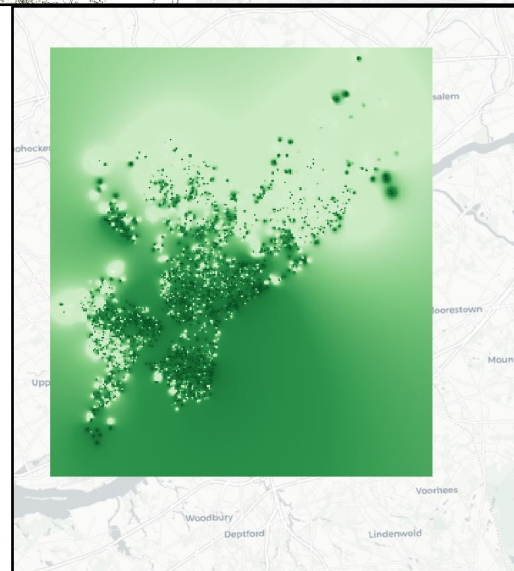 salem
ohocken
oorestown
Moun
Upp
Voorhees
Woodbury
Deptford
Lindenwold